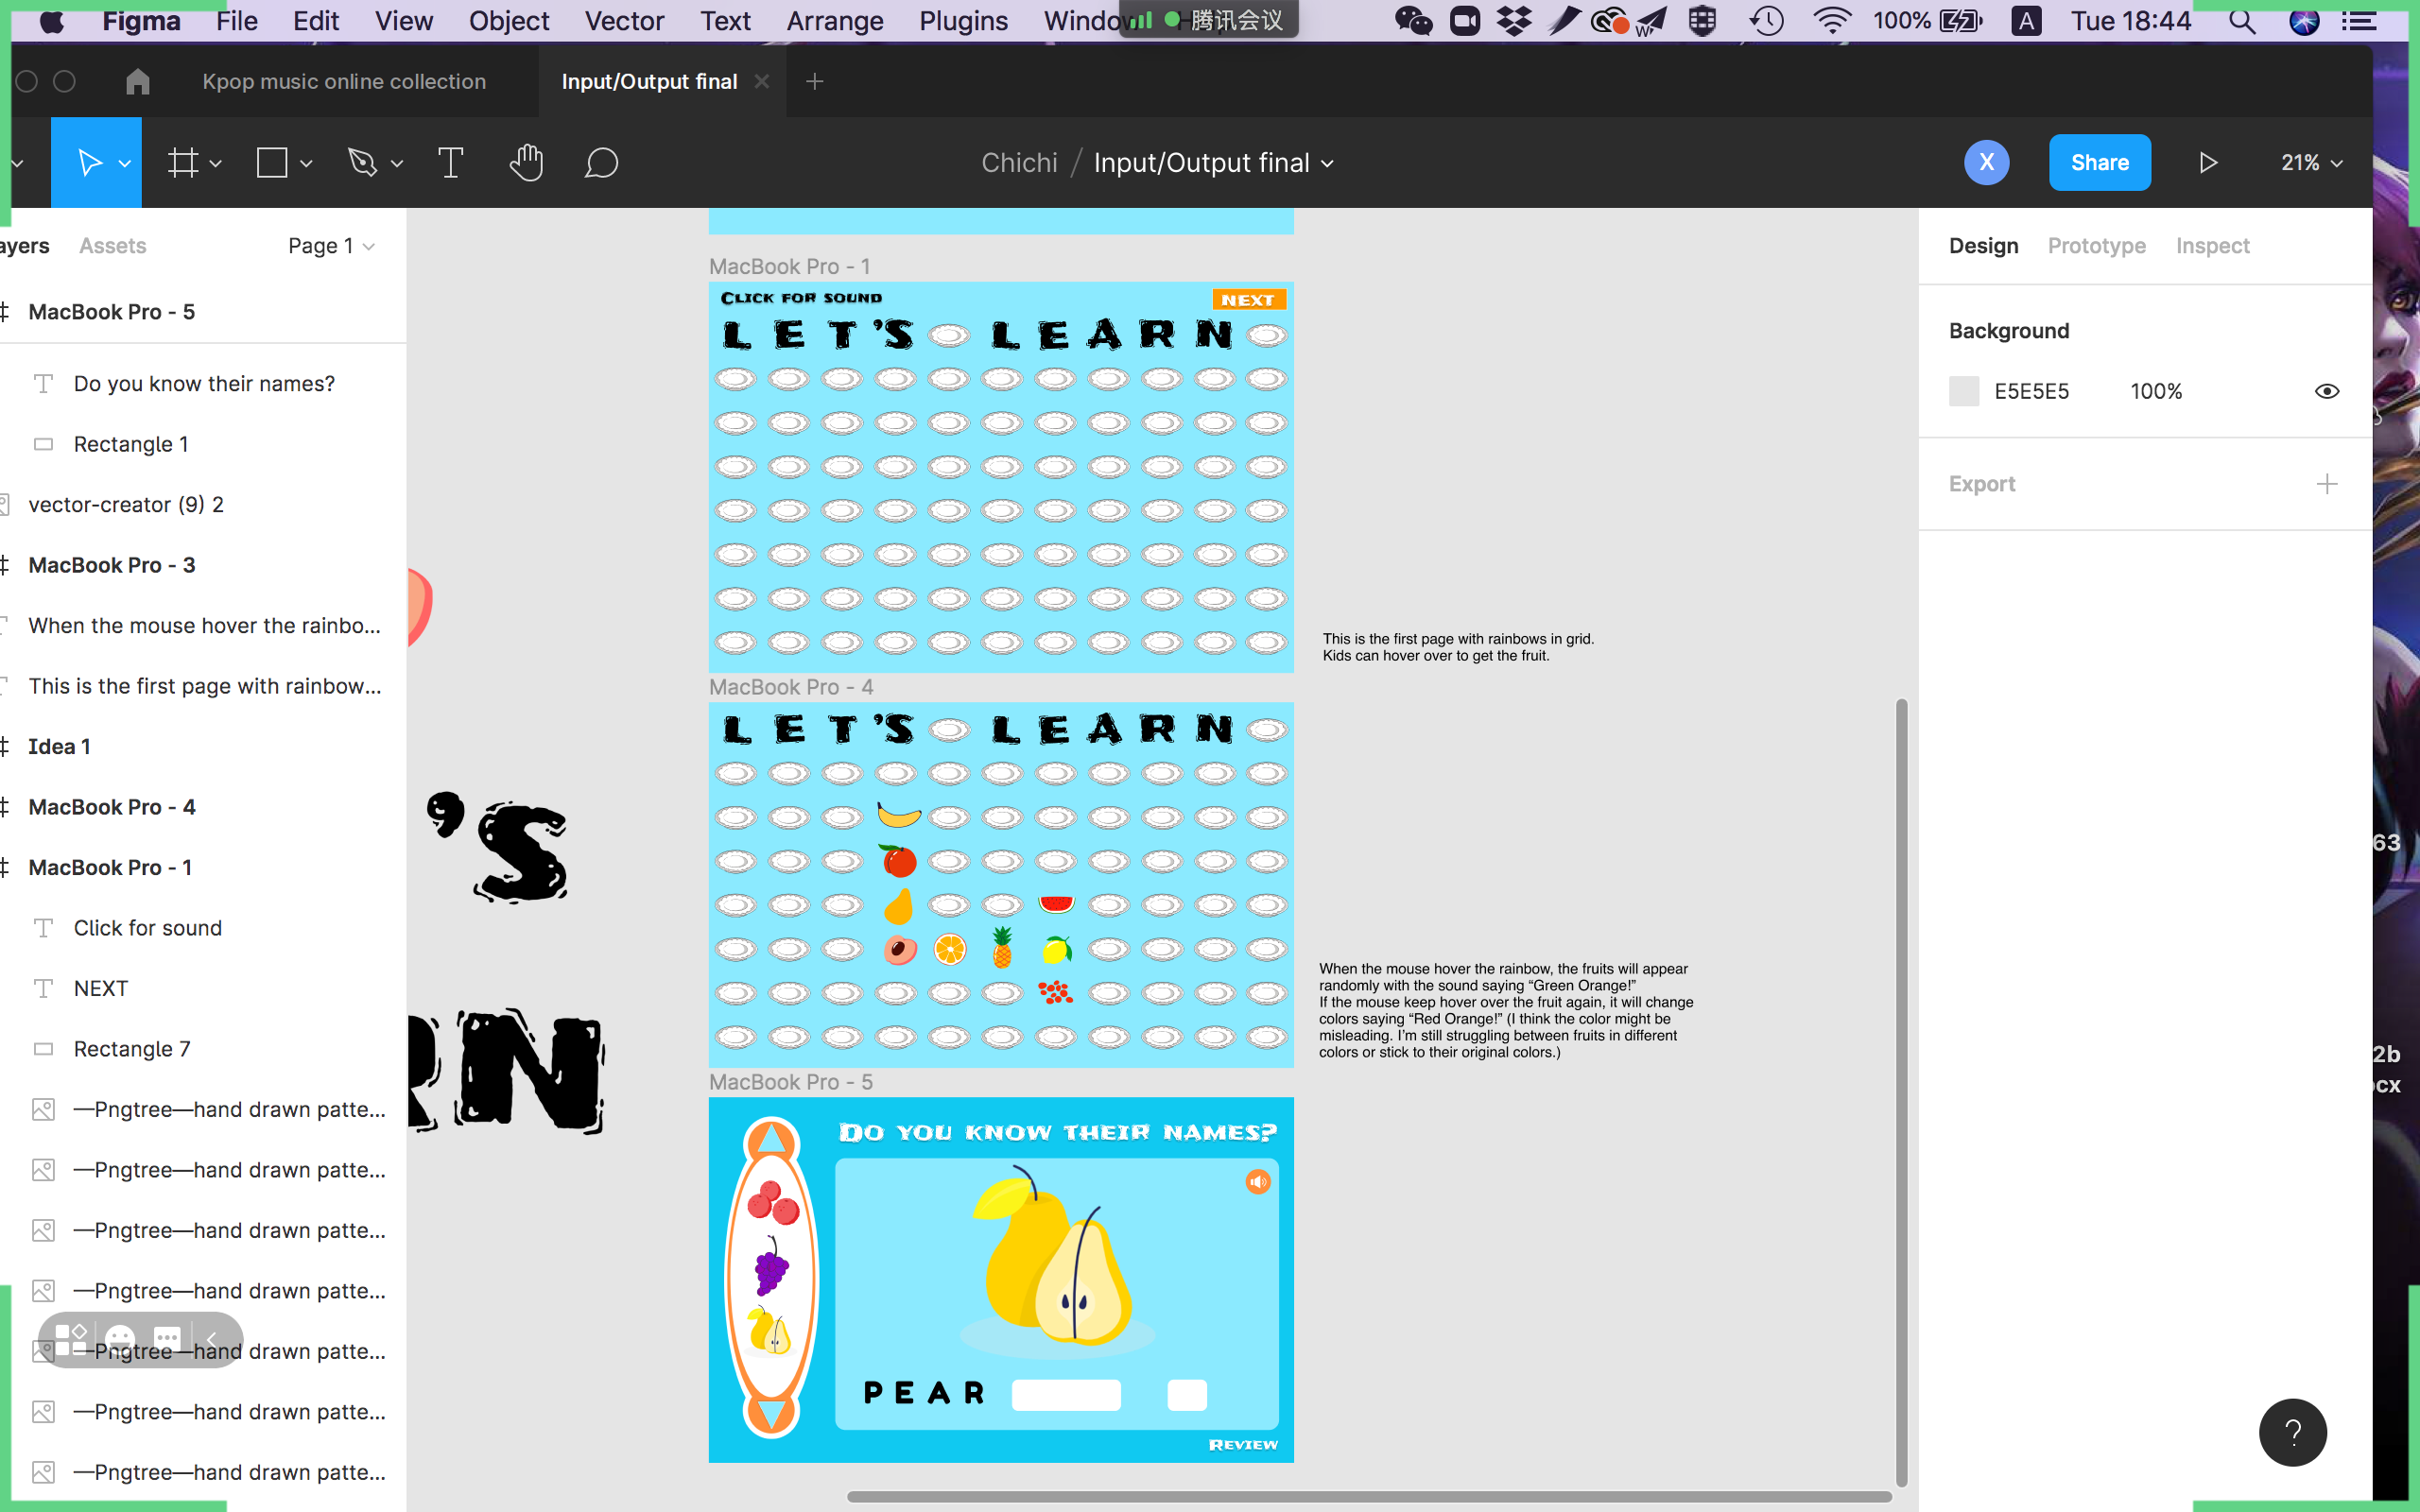 Figma File Edit View Object Vector Text Arrange Plugins Window 腾讯会议 100% A Tue 18:44
Kpop music online collection Input/Output final
Chichi / Input/Output final X Share 21%
ayers Assets Page 1
MacBook Pro - 5
Do you know their names?
Rectangle 1
vector-creator (9) 2
MacBook Pro - 3
When the mouse hover the rainbo...
This is the first page with rainbow...
Idea 1
MacBook Pro - 4
MacBook Pro - 1
Click for sound
NEXT
Rectangle 7
—Pngtree—hand drawn patte...
—Pngtree—hand drawn patte...
—Pngtree—hand drawn patte...
—Pngtree—hand drawn patte...
—Pngtree—hand drawn patte...
—Pngtree—hand drawn patte...
—Pngtree—hand drawn patte...
’S
RN
MacBook Pro - 1
Click for sound NEXT
LET’S LEARN
This is the first page with rainbows in grid.
Kids can hover over to get the fruit.
MacBook Pro - 4
LET’S LEARN
When the mouse hover the rainbow, the fruits will appear
randomly with the sound saying “Green Orange!”
If the mouse keep hover over the fruit again, it will change
colors saying “Red Orange!” (I think the color might be
misleading. I’m still struggling between fruits in different
colors or stick to their original colors.)
MacBook Pro - 5
Do you know their names?
PEAR
Review
Design Prototype Inspect
Background
E5E5E5 100%
Export
?
63
2b
cx